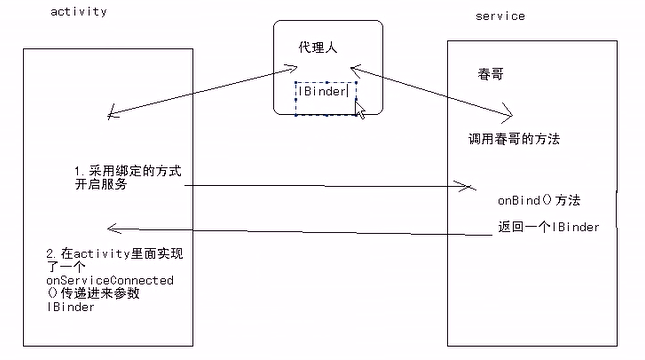 activity
service
代理人
IBinder
春哥
调用春哥的方法
1.采用绑定的方式
开启服务
onBind()方法
返回一个IBinder
2.在activity里面实现
了一个
onServiceConnected
()传递进来参数
IBinder